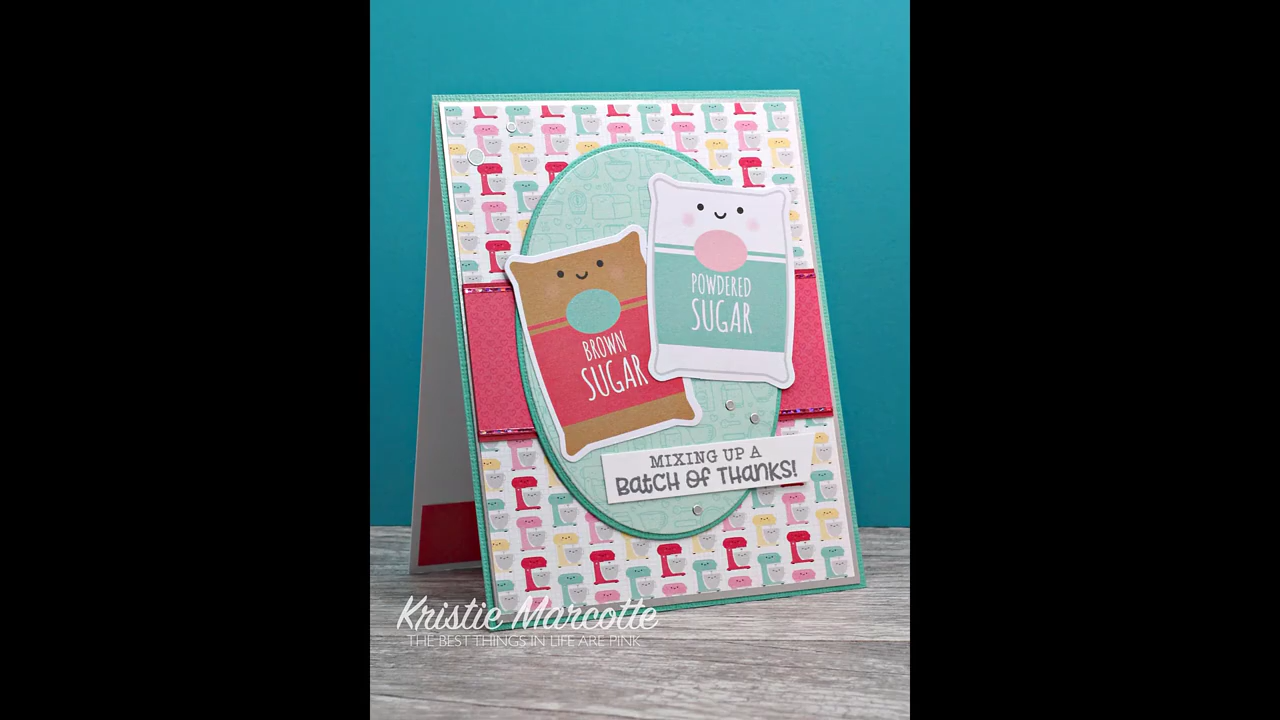 POWDERED
SUGAR
BROWN
SUGAR
MIXING UP A
BATCH OF THANKS!
Kristie Marcotte
THE BEST THINGS IN LIFE ARE PINK